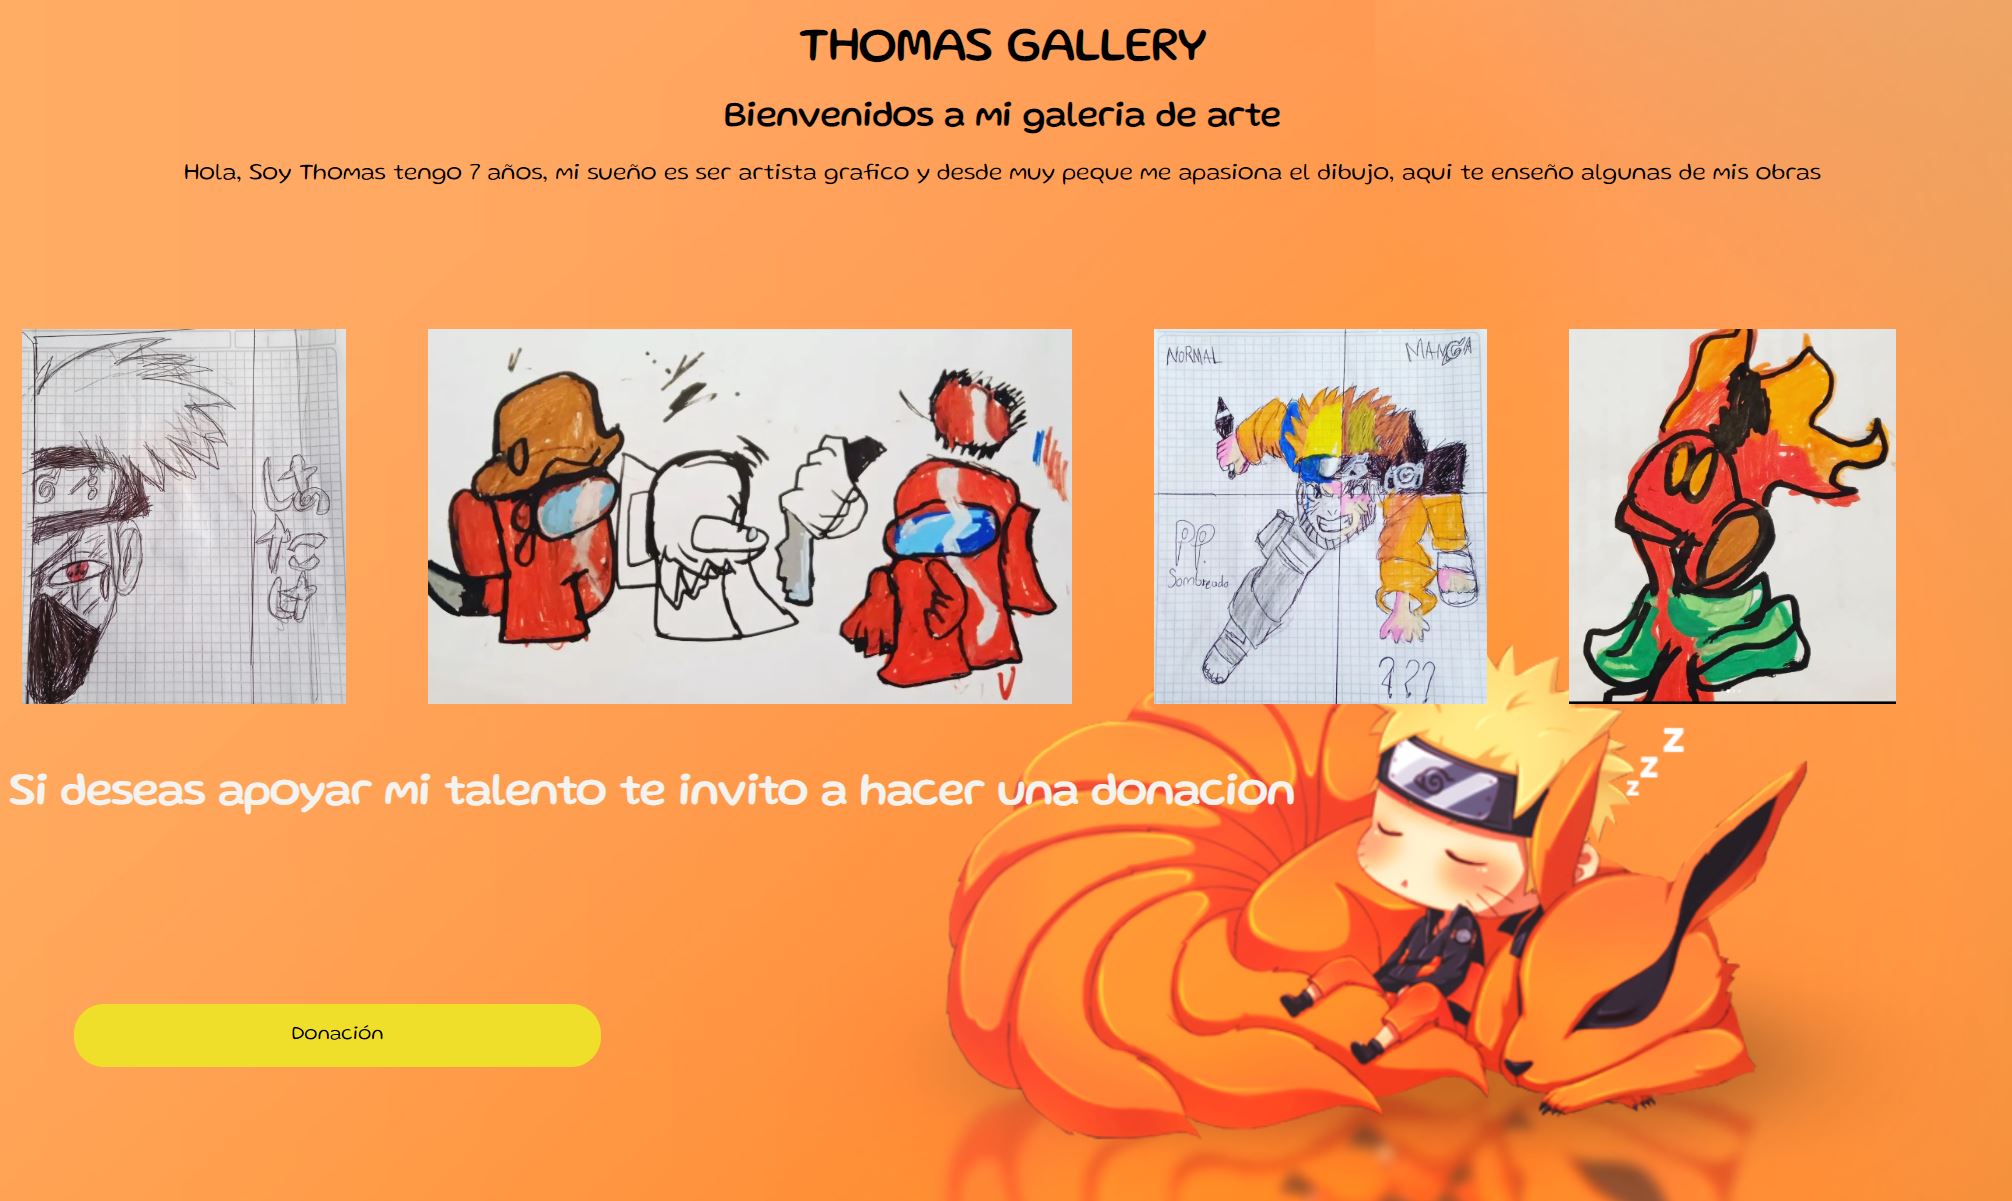 THOMAS GALLERY
Bienvenidos a mi galeria de arte
Hola, Soy Thomas tengo 7 años, mi sueño es ser artista grafico y desde muy peque me apasiona el dibujo, aqui te enseño algunas de mis obras
NORMAL
MANGA
PP.
Sombreado
???
Si deseas apoyar mi talento te invito a hacer una donacion
z z z
Donación